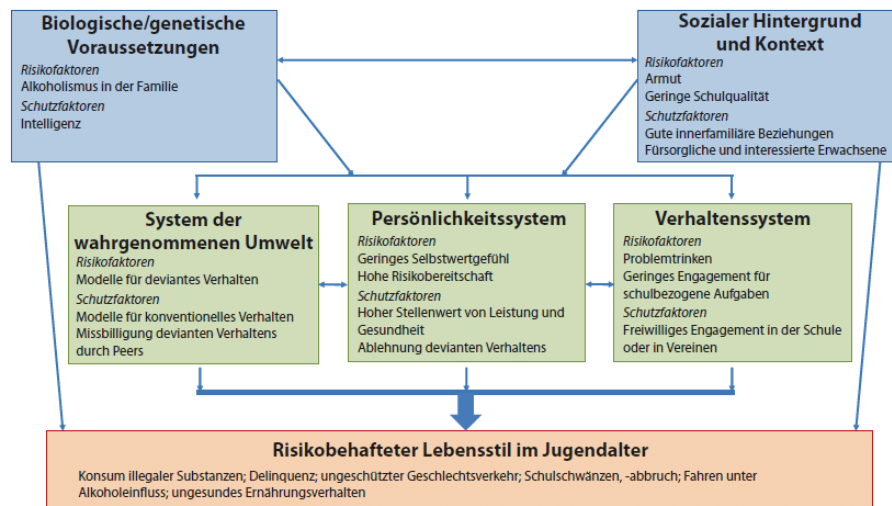 Biologische/genetische
Voraussetzungen
Risikofaktoren
Alkoholismus in der Familie
Schutzfaktoren
Intelligenz
Sozialer Hintergrund
und Kontext
Risikofaktoren
Armut
Geringe Schulqualität
Schutzfaktoren
Gute innerfamiliäre Beziehungen
Fürsorgliche und interessierte Erwachsene
System der
wahrgenommenen Umwelt
Risikofaktoren
Modelle für deviantes Verhalten
Schutzfaktoren
Modelle für konventionelles Verhalten
Missbilligung devianten Verhaltens
durch Peers
Persönlichkeitssystem
Risikofaktoren
Geringes Selbstwertgefühl
Hohe Risikobereitschaft
Schutzfaktoren
Hoher Stellenwert von Leistung und
Gesundheit
Ablehnung devianten Verhaltens
Verhaltenssystem
Risikofaktoren
Problemtrinken
Geringes Engagement für
schulbezogene Aufgaben
Schutzfaktoren
Freiwilliges Engagement in der Schule
oder in Vereinen
Risikobehafteter Lebensstil im Jugendalter
Konsum illegaler Substanzen; Delinquenz; ungeschützter Geschlechtsverkehr; Schulschwänzen, -abbruch; Fahren unter
Alkoholeinfluss; ungesundes Ernährungsverhalten